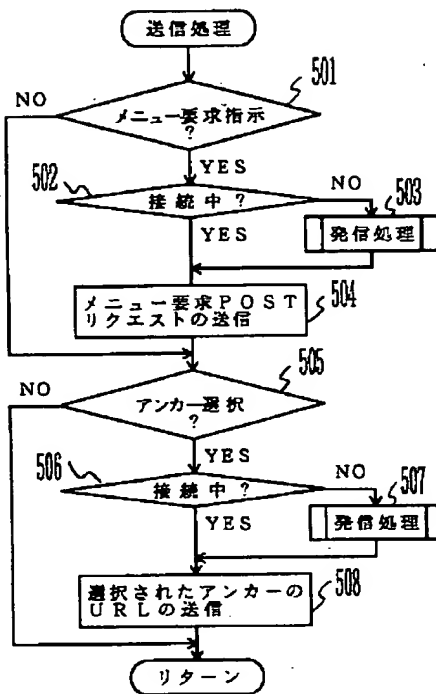 送信処理
501
NO
メニュー要求指示
?
YES
502
接続中?
NO
503
YES
発信処理
メニュー要求POST
リクエストの送信
504
505
NO
アンカー選択
?
YES
506
接続中?
NO
507
YES
発信処理
選択されたアンカーの
URLの送信
508
リターン